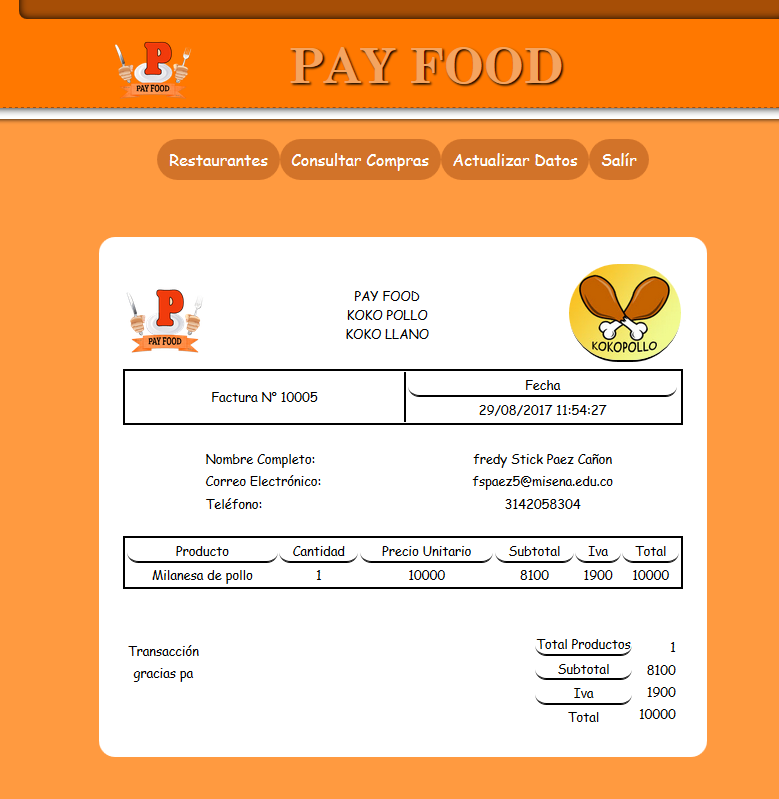 P
PAY FOOD
PAY FOOD
Restaurantes Consultar Compras Actualizar Datos Salír
P
PAY FOOD
PAY FOOD
KOKO POLLO
KOKO LLANO
KOKOPOLLO
Factura N° 10005
Fecha
29/08/2017 11:54:27
Nombre Completo: fredy Stick Paez Cañon
Correo Electrónico: fspaez5@misena.edu.co
Teléfono: 3142058304
Producto Cantidad Precio Unitario Subtotal Iva Total
Milanesa de pollo 1 10000 8100 1900 10000
Transacción
gracias pa
Total Productos 1
Subtotal 8100
Iva 1900
Total 10000